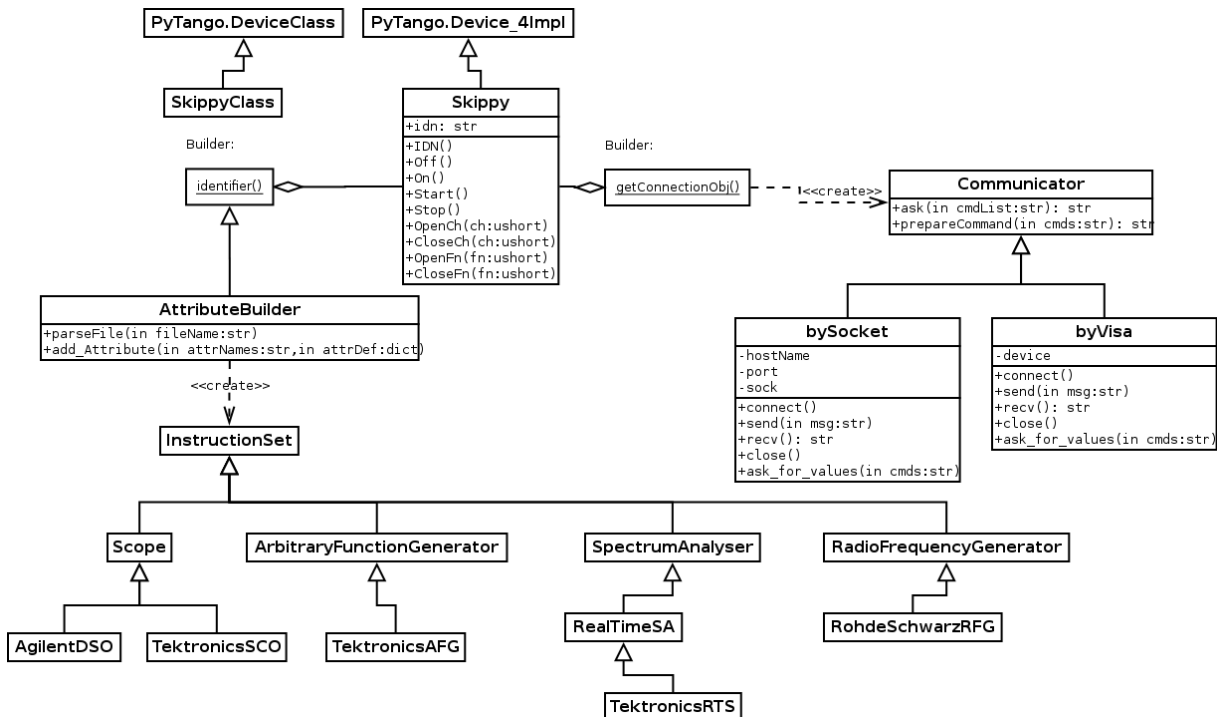 PyTango.DeviceClass
PyTango.Device_4Impl
SkippyClass
Skippy
+idn: str
+IDN()
+Off()
+On()
+Start()
+Stop()
+OpenCh(ch:ushort)
+CloseCh(ch:ushort)
+OpenFn(fn:ushort)
+CloseFn(fn:ushort)
Builder:
identifier()
Builder:
getConnectionObj()
<<create>>
Communicator
+ask(in cmdList:str): str
+prepareCommand(in cmds:str): str
AttributeBuilder
+parseFile(in fileName:str)
+add_Attribute(in attrNames:str,in attrDef:dict)
<<create>>
InstructionSet
bySocket
-hostName
-port
-sock
+connect()
+send(in msg:str)
+recv(): str
+close()
+ask_for_values(in cmds:str)
byVisa
-device
+connect()
+send(in msg:str)
+recv(): str
+close()
+ask_for_values(in cmds:str)
Scope
ArbitraryFunctionGenerator
SpectrumAnalyser
RadioFrequencyGenerator
AgilentDSO
TektronicsSCO
TektronicsAFG
RealTimeSA
RohdeSchwarzRFG
TektronicsRTS